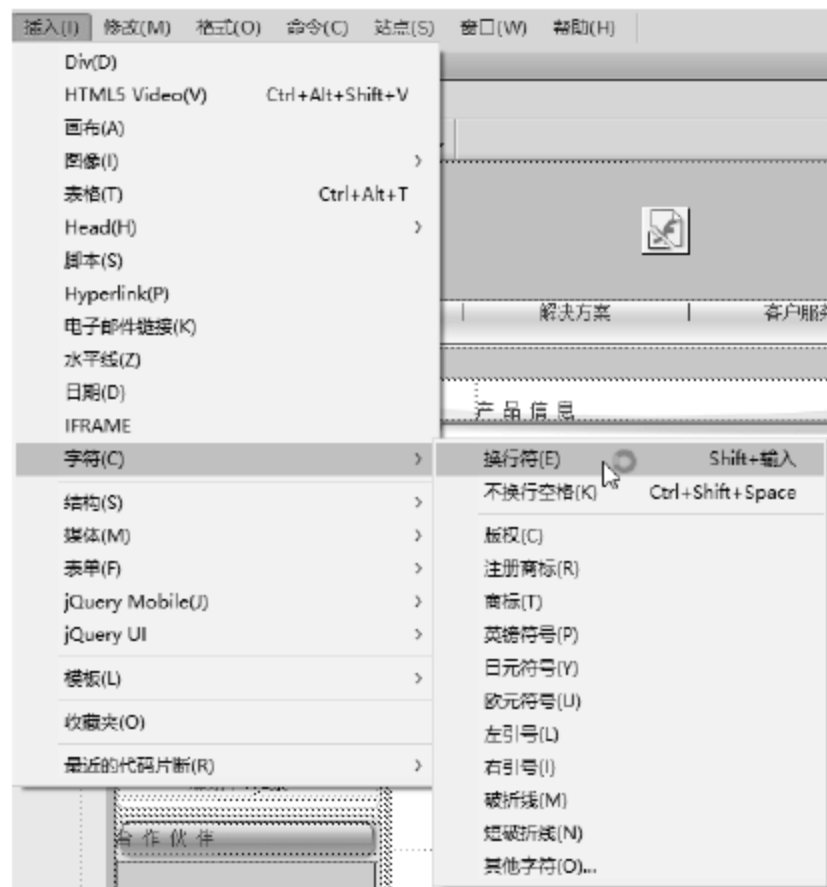 插入(I) 修改(M) 格式(O) 命令(C) 站点(S) 窗口(W) 帮助(H)
Div(D)
HTML5 Video(V) Ctrl+Alt+Shift+V
画布(A)
图像(I)
表格(T) Ctrl+Alt+T
Head(H)
脚本(S)
Hyperlink(P)
电子邮件链接(K)
水平线(Z)
日期(D)
IFRAME
字符(C)
结构(S)
媒体(M)
表单(F)
jQuery Mobile(J)
jQuery UI
模板(L)
收藏夹(O)
最近的代码片断(R)
解决方案 客户服务
产品信息
换行符(E) Shift+输入
不换行空格(K) Ctrl+Shift+Space
版权(C)
注册商标(R)
商标(T)
英镑符号(P)
日元符号(Y)
欧元符号(U)
左引号(L)
右引号(I)
破折线(M)
短破折线(N)
其他字符(O)...
合作伙伴